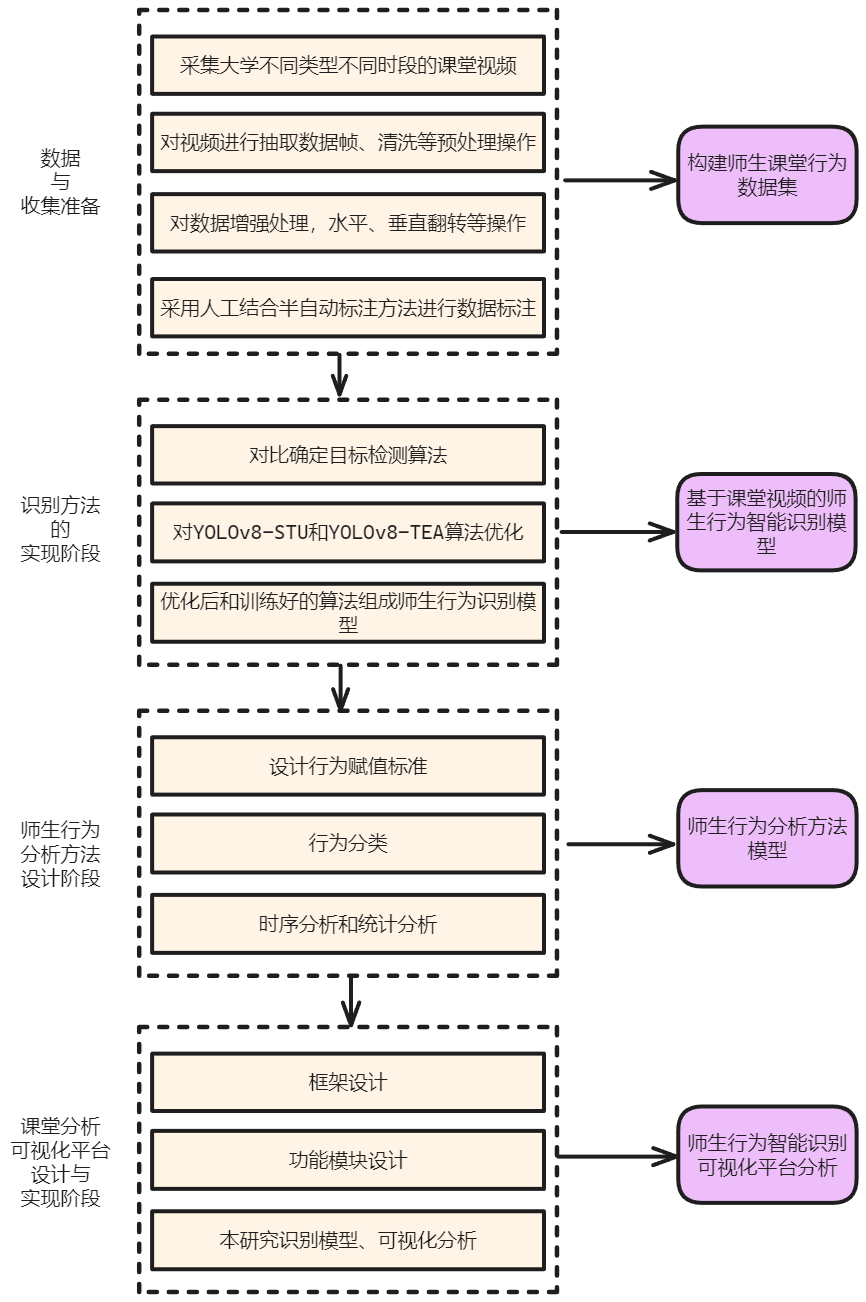 数据
与
收集准备
采集大学不同类型不同时段的课堂视频
对视频进行抽取数据帧、清洗等预处理操作
对数据增强处理，水平、垂直翻转等操作
采用人工结合半自动标注方法进行数据标注
构建师生课堂行为
数据集
识别方法
的
实现阶段
对比确定目标检测算法
对YOLOv8-STU和YOLOv8-TEA算法优化
优化后和训练好的算法组成师生行为识别模
型
基于课堂视频的师
生行为智能识别模
型
师生行为
分析方法
设计阶段
设计行为赋值标准
行为分类
时序分析和统计分析
师生行为分析方法
模型
课堂分析
可视化平台
设计与
实现阶段
框架设计
功能模块设计
本研究识别模型、可视化分析
师生行为智能识别
可视化平台分析